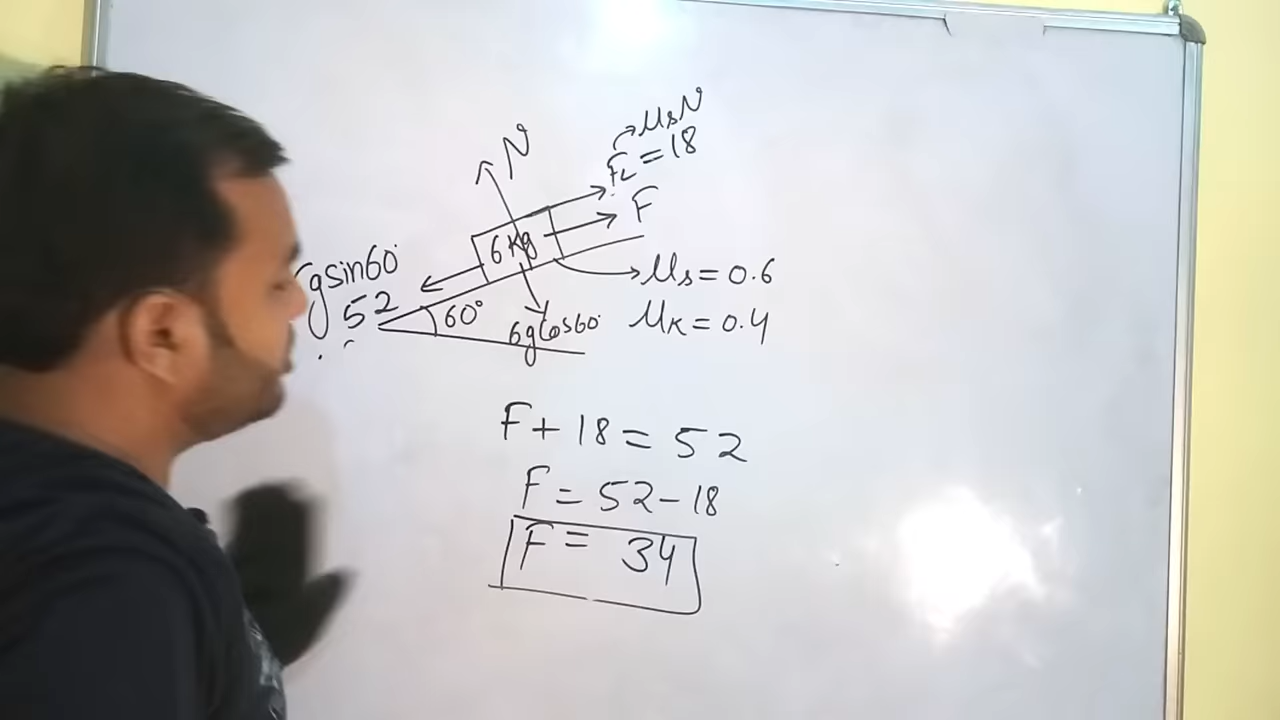 μsN
fL = 18
N
F
6 kg
gsin60°
52
60°
6gcos60°
μs = 0.6
μK = 0.4
F + 18 = 52
F = 52 - 18
F = 34